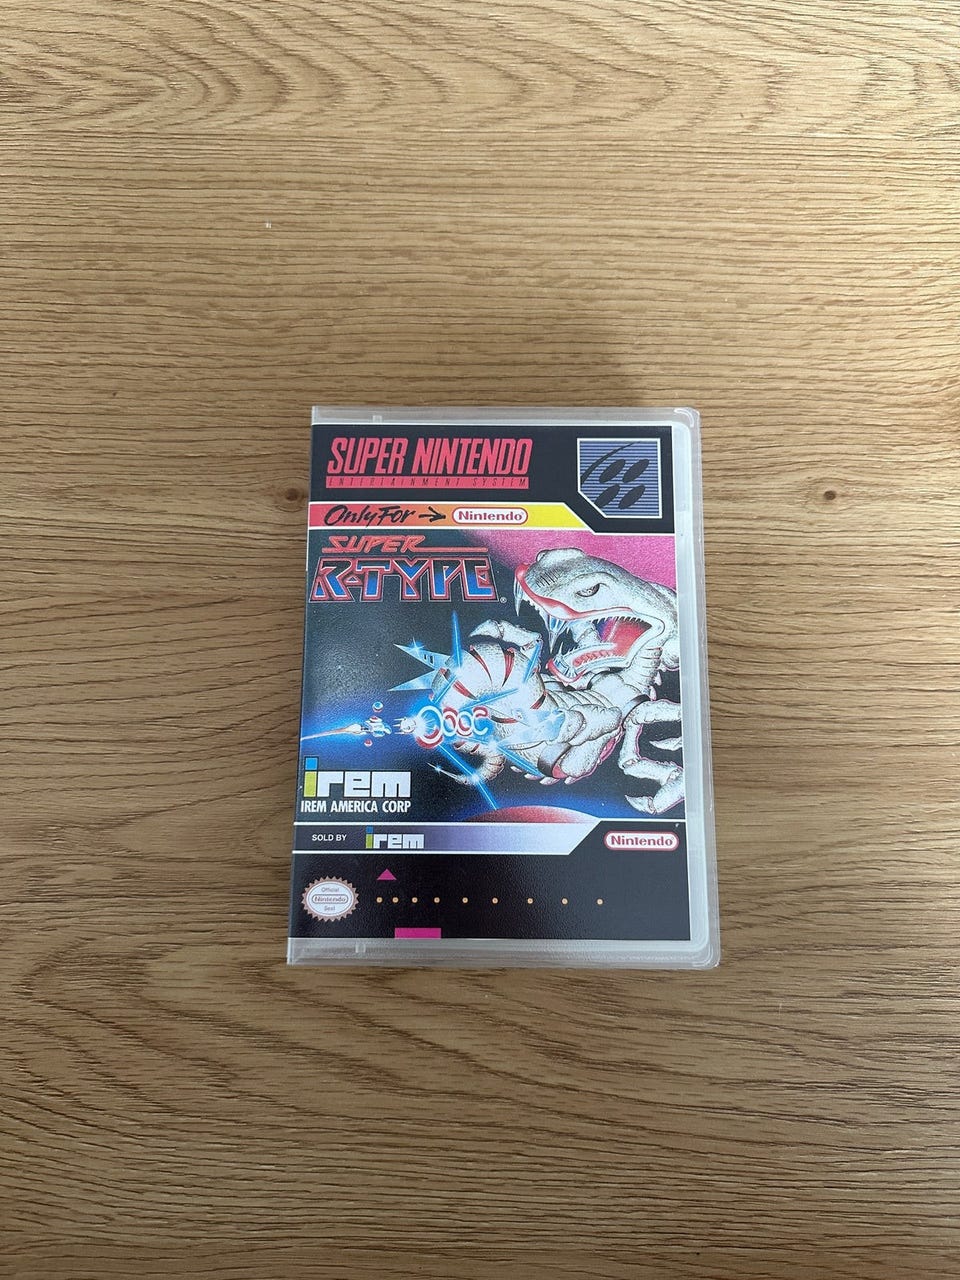 SUPER NINTENDO
ENTERTAINMENT SYSTEM
Only For → Nintendo®
SUPER
R-TYPE®
irem
IREM AMERICA CORP
SOLD BY irem
Nintendo
Official
Nintendo
Seal